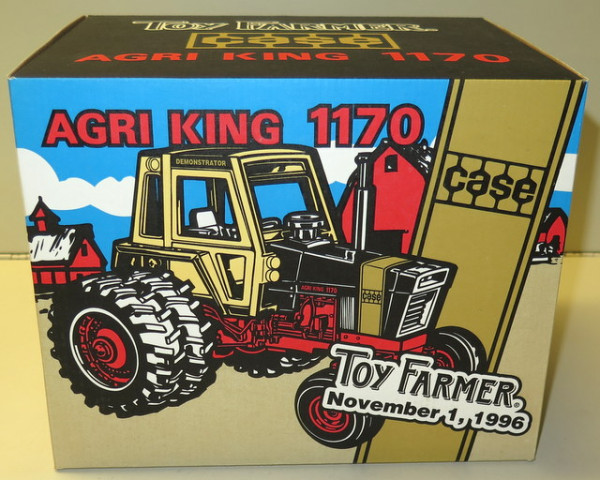 TOY FARMER
case
AGRI KING 1170
AGRI KING 1170
DEMONSTRATOR
case
AGRI KING 1170
case
TOY FARMER®
November 1, 1996